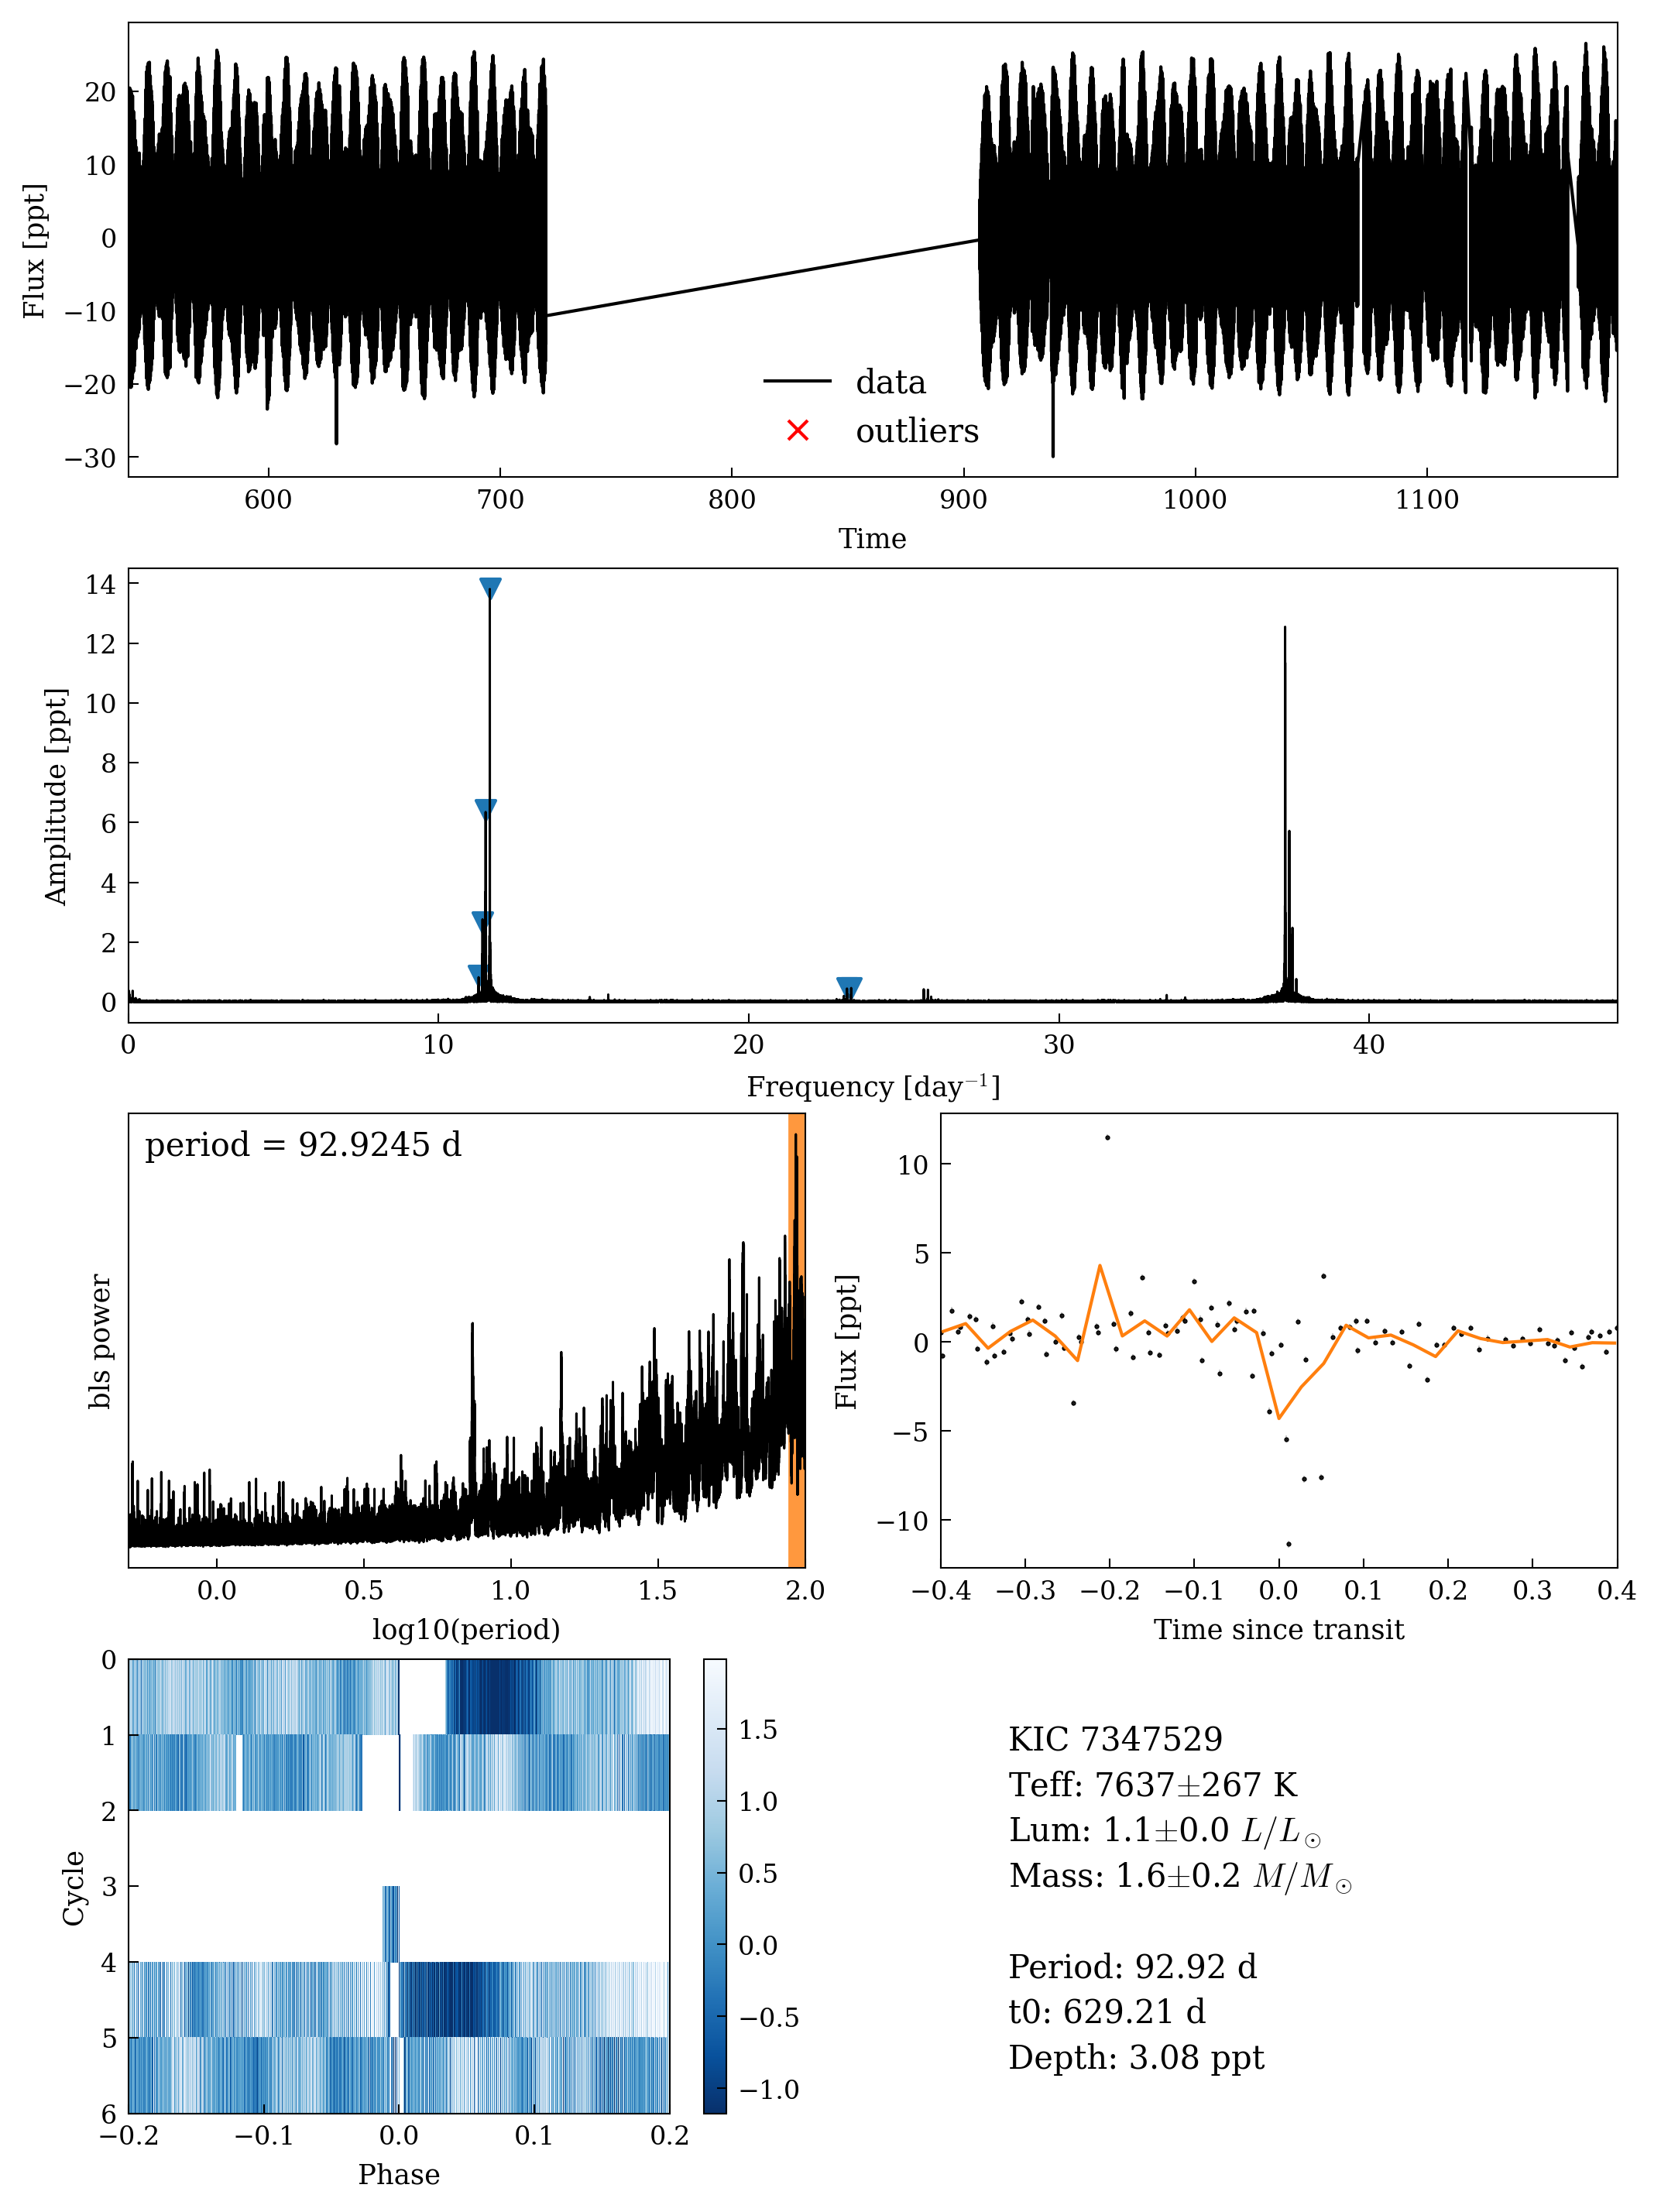 20
10
0
−10
−20
−30
Flux [ppt]
data
outliers
600 700 800 900 1000 1100
Time
14
12
10
8
6
4
2
0
Amplitude [ppt]
0 10 20 30 40
Frequency [day⁻¹]
period = 92.9245 d
bls power
0.0 0.5 1.0 1.5 2.0
log10(period)
10
5
0
−5
−10
Flux [ppt]
−0.4 −0.3 −0.2 −0.1 0.0 0.1 0.2 0.3 0.4
Time since transit
0
1
2
3
4
5
6
Cycle
−0.2 −0.1 0.0 0.1 0.2
Phase
1.5
1.0
0.5
0.0
−0.5
−1.0
KIC 7347529
Teff: 7637±267 K
Lum: 1.1±0.0 L/L☉
Mass: 1.6±0.2 M/M☉
Period: 92.92 d
t0: 629.21 d
Depth: 3.08 ppt